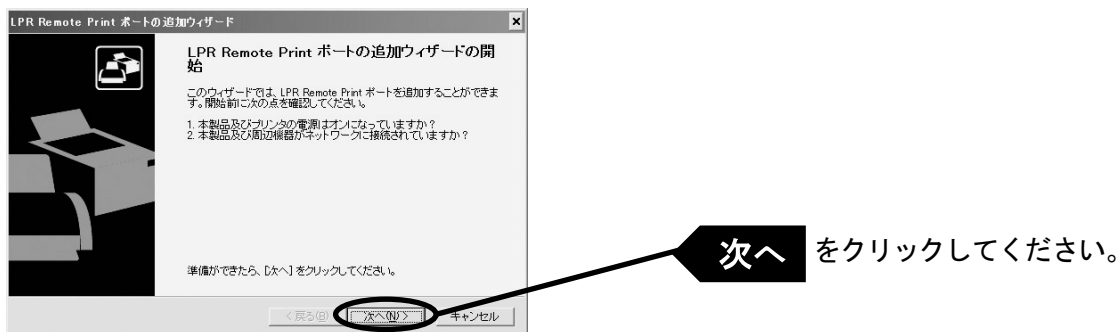 LPR Remote Print ポートの追加ウィザード
LPR Remote Print ポートの追加ウィザードの開
始
このウィザードでは、LPR Remote Print ポートを追加することができま
す。開始前に次の点を確認してください。
1. 本製品及びプリンタの電源はオンになっていますか?
2. 本製品及び周辺機器がネットワークに接続されていますか?
準備ができたら、[次へ] をクリックしてください。
< 戻る(B)
次へ(N) >
キャンセル
次へ をクリックしてください。